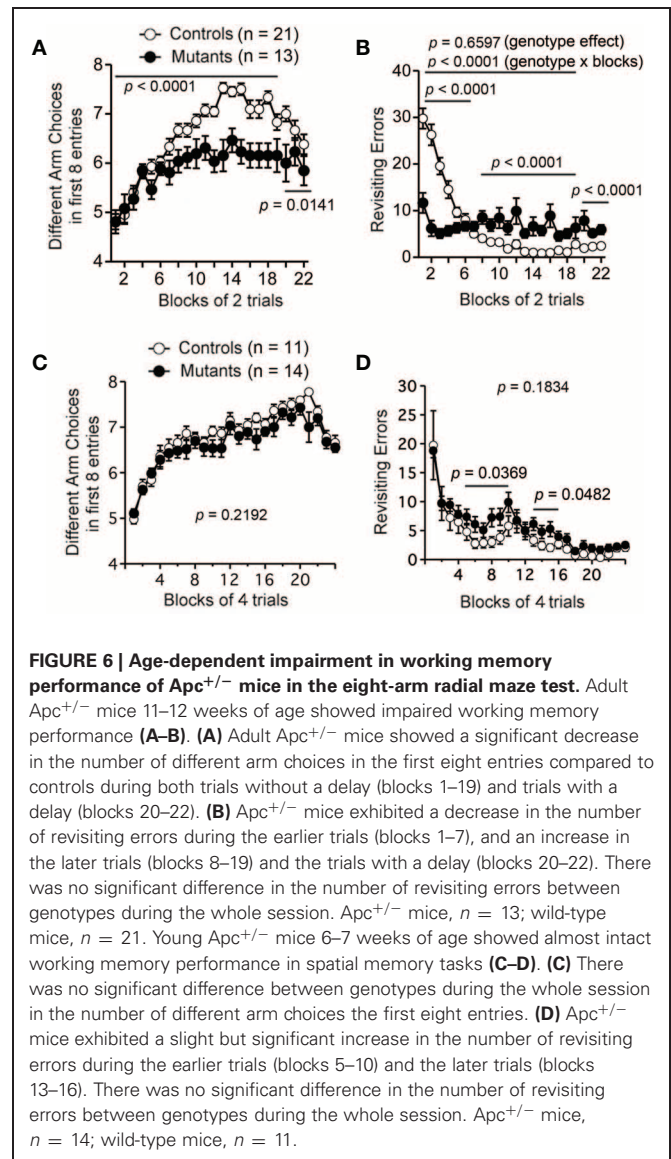 A
Controls (n = 21)
Mutants (n = 13)
Different Arm Choices
in first 8 entries
8
7
6
5
4
p < 0.0001
p = 0.0141
2 6 10 14 18 22
Blocks of 2 trials
B
p = 0.6597 (genotype effect)
p < 0.0001 (genotype x blocks)
Revisiting Errors
40
30
20
10
0
p < 0.0001
p < 0.0001
p < 0.0001
2 6 10 14 18 22
Blocks of 2 trials
C
Controls (n = 11)
Mutants (n = 14)
Different Arm Choices
in first 8 entries
8
7
6
5
4
p = 0.2192
4 8 12 16 20
Blocks of 4 trials
D
Revisiting Errors
30
25
20
15
10
5
0
p = 0.1834
p = 0.0369
p = 0.0482
4 8 12 16 20
Blocks of 4 trials
FIGURE 6 | Age-dependent impairment in working memory
performance of Apc+/− mice in the eight-arm radial maze test. Adult
Apc+/− mice 11–12 weeks of age showed impaired working memory
performance (A–B). (A) Adult Apc+/− mice showed a significant decrease
in the number of different arm choices in the first eight entries compared to
controls during both trials without a delay (blocks 1–19) and trials with a
delay (blocks 20–22). (B) Apc+/− mice exhibited a decrease in the number
of revisiting errors during the earlier trials (blocks 1–7), and an increase in
the later trials (blocks 8–19) and the trials with a delay (blocks 20–22). There
was no significant difference in the number of revisiting errors between
genotypes during the whole session. Apc+/− mice, n = 13; wild-type
mice, n = 21. Young Apc+/− mice 6–7 weeks of age showed almost intact
working memory performance in spatial memory tasks (C–D). (C) There
was no significant difference between genotypes during the whole session
in the number of different arm choices the first eight entries. (D) Apc+/−
mice exhibited a slight but significant increase in the number of revisiting
errors during the earlier trials (blocks 5–10) and the later trials (blocks
13–16). There was no significant difference in the number of revisiting
errors between genotypes during the whole session. Apc+/− mice,
n = 14; wild-type mice, n = 11.